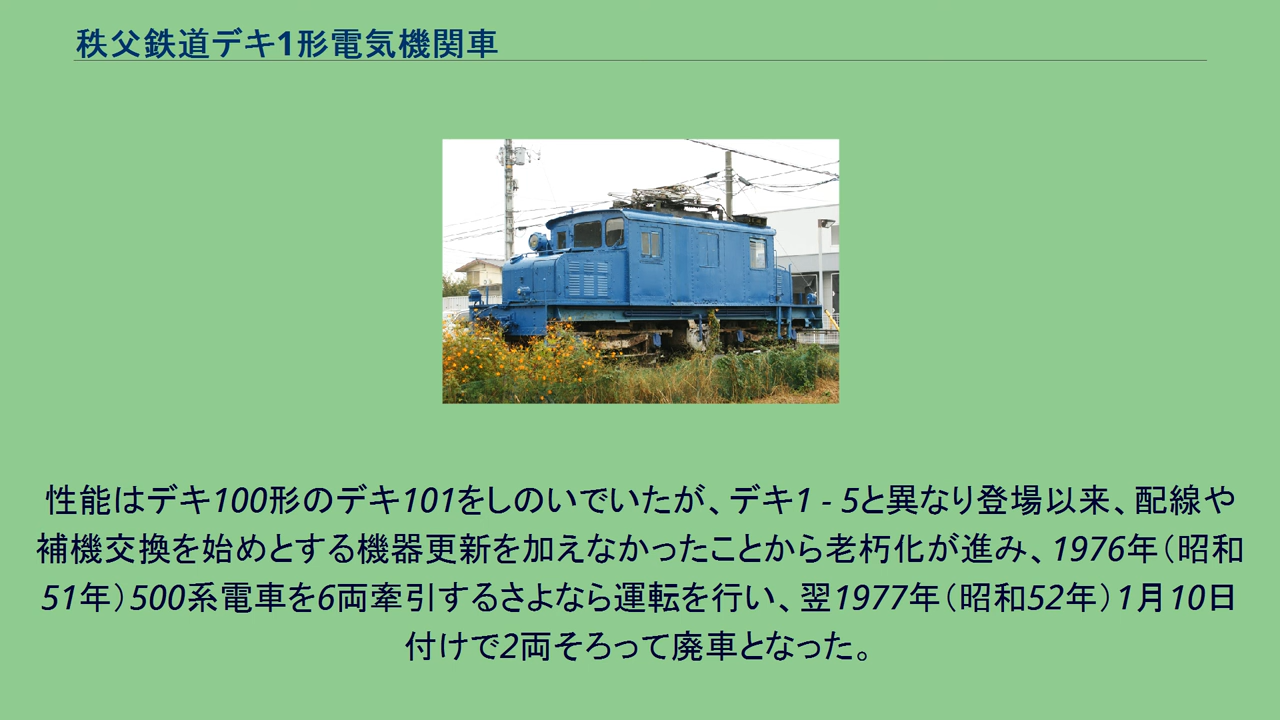 秩父鉄道デキ1形電気機関車
性能はデキ100形のデキ101をしのいでいたが、デキ1 - 5と異なり登場以来、配線や
補機交換を始めとする機器更新を加えなかったことから老朽化が進み、1976年（昭和
51年）500系電車を6両牽引するさよなら運転を行い、翌1977年（昭和52年）1月10日
付けで2両そろって廃車となった。